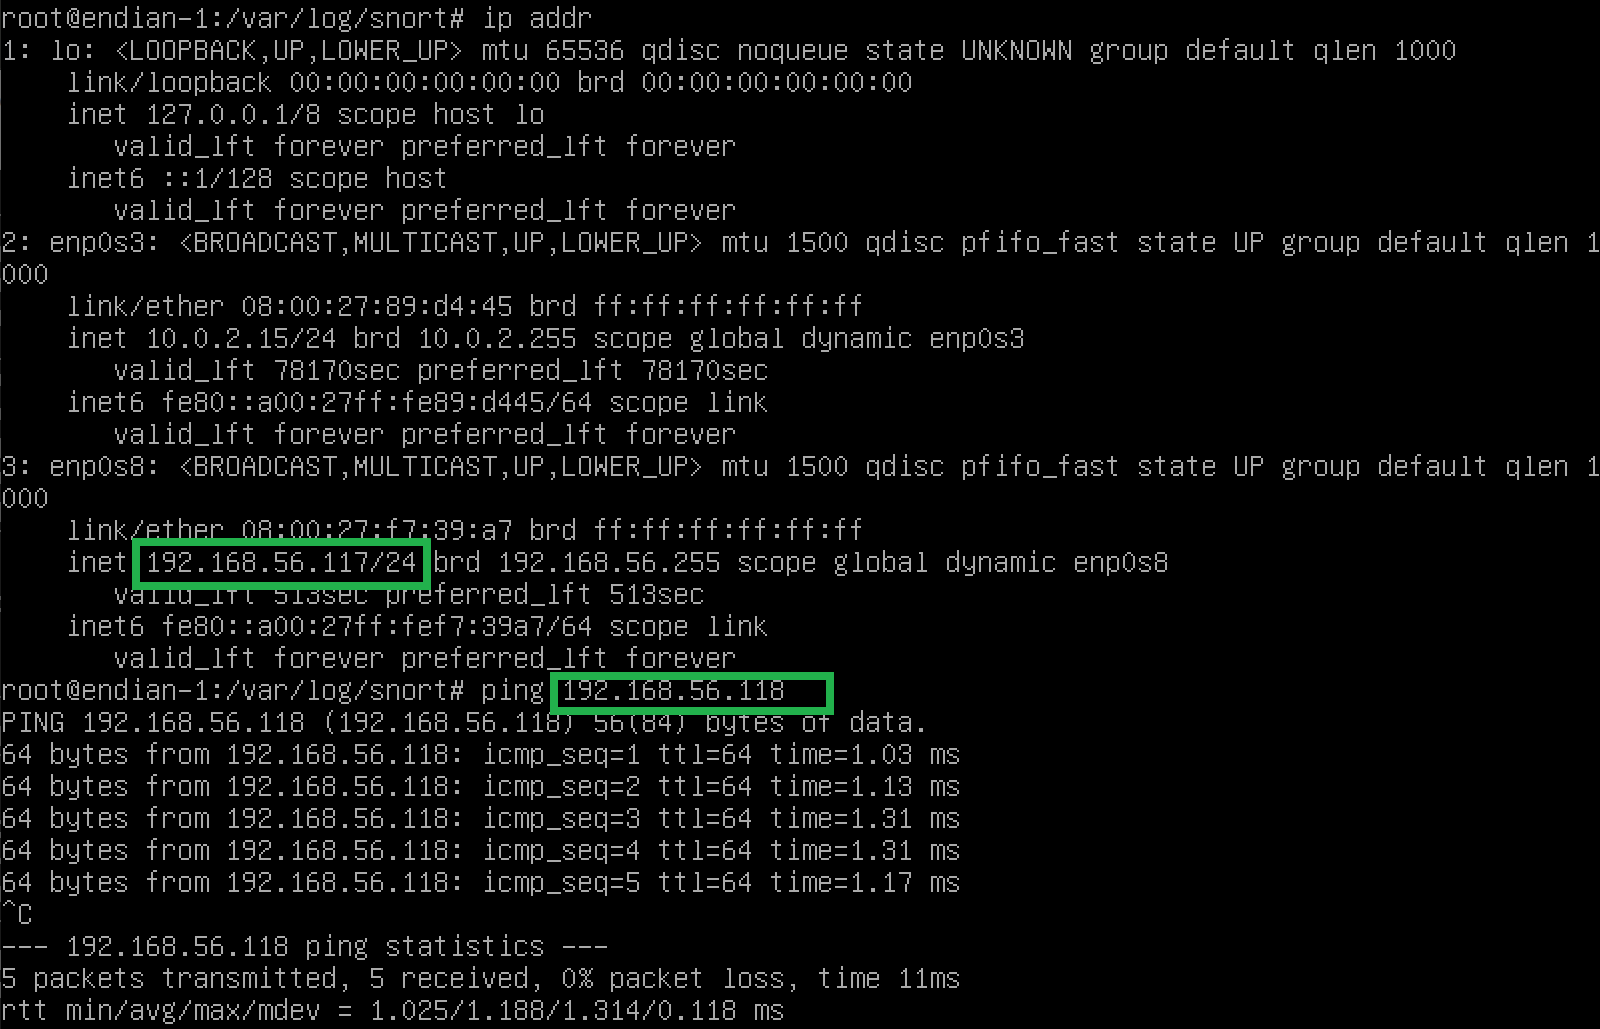 root@endian-1:/var/log/snort# ip addr
1: lo: <LOOPBACK,UP,LOWER_UP> mtu 65536 qdisc noqueue state UNKNOWN group default qlen 1000
    link/loopback 00:00:00:00:00:00 brd 00:00:00:00:00:00
    inet 127.0.0.1/8 scope host lo
       valid_lft forever preferred_lft forever
    inet6 ::1/128 scope host
       valid_lft forever preferred_lft forever
2: enp0s3: <BROADCAST,MULTICAST,UP,LOWER_UP> mtu 1500 qdisc pfifo_fast state UP group default qlen 1
000
    link/ether 08:00:27:89:d4:45 brd ff:ff:ff:ff:ff:ff
    inet 10.0.2.15/24 brd 10.0.2.255 scope global dynamic enp0s3
       valid_lft 78170sec preferred_lft 78170sec
    inet6 fe80::a00:27ff:fe89:d445/64 scope link
       valid_lft forever preferred_lft forever
3: enp0s8: <BROADCAST,MULTICAST,UP,LOWER_UP> mtu 1500 qdisc pfifo_fast state UP group default qlen 1
000
    link/ether 08:00:27:f7:39:a7 brd ff:ff:ff:ff:ff:ff
    inet 192.168.56.117/24 brd 192.168.56.255 scope global dynamic enp0s8
       valid_lft 513sec preferred_lft 513sec
    inet6 fe80::a00:27ff:fef7:39a7/64 scope link
       valid_lft forever preferred_lft forever
root@endian-1:/var/log/snort# ping 192.168.56.118
PING 192.168.56.118 (192.168.56.118) 56(84) bytes of data.
64 bytes from 192.168.56.118: icmp_seq=1 ttl=64 time=1.03 ms
64 bytes from 192.168.56.118: icmp_seq=2 ttl=64 time=1.13 ms
64 bytes from 192.168.56.118: icmp_seq=3 ttl=64 time=1.31 ms
64 bytes from 192.168.56.118: icmp_seq=4 ttl=64 time=1.31 ms
64 bytes from 192.168.56.118: icmp_seq=5 ttl=64 time=1.17 ms
^C
--- 192.168.56.118 ping statistics ---
5 packets transmitted, 5 received, 0% packet loss, time 11ms
rtt min/avg/max/mdev = 1.025/1.188/1.314/0.118 ms